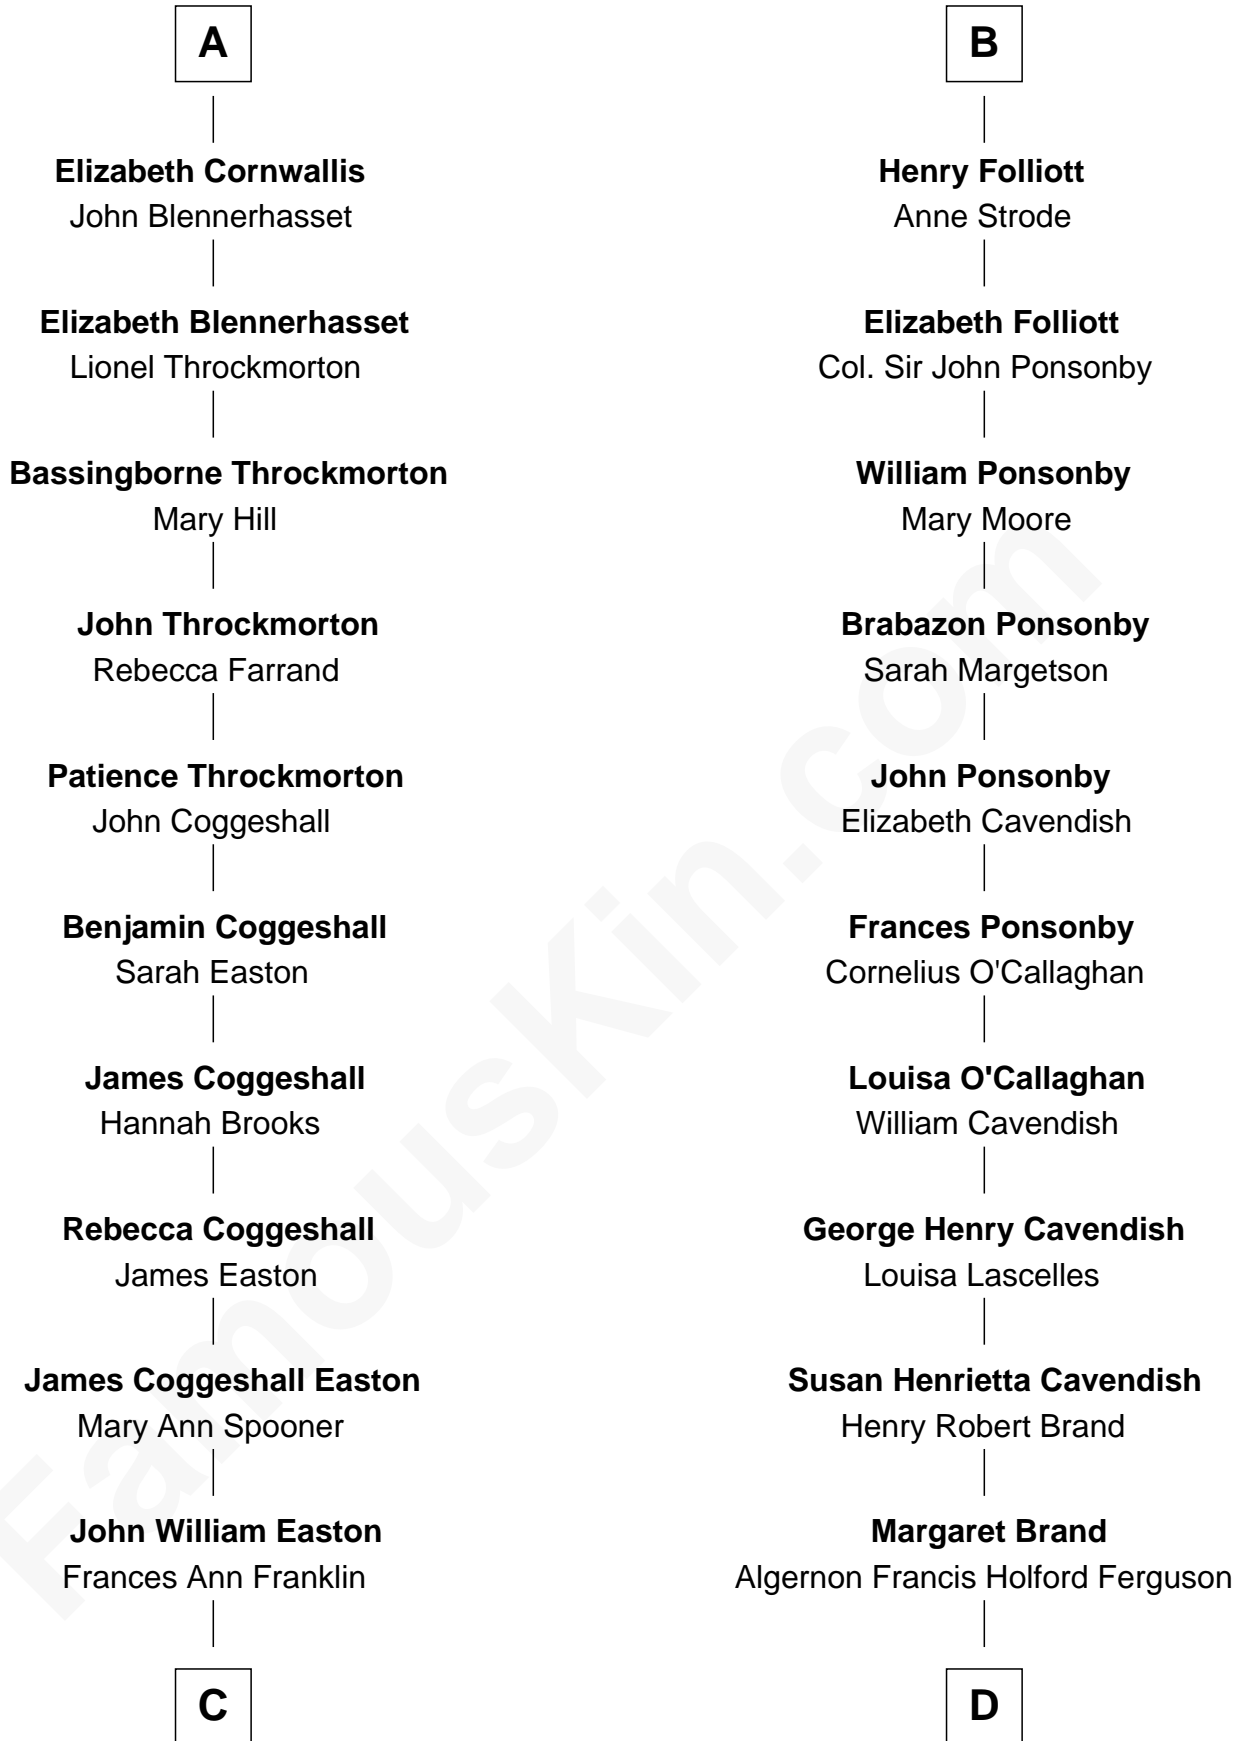 A
Elizabeth Cornwallis
John Blennerhasset
Elizabeth Blennerhasset
Lionel Throckmorton
Bassingborne Throckmorton
Mary Hill
John Throckmorton
Rebecca Farrand
Patience Throckmorton
John Coggeshall
Benjamin Coggeshall
Sarah Easton
James Coggeshall
Hannah Brooks
Rebecca Coggeshall
James Easton
James Coggeshall Easton
Mary Ann Spooner
John William Easton
Frances Ann Franklin
C
B
Henry Folliott
Anne Strode
Elizabeth Folliott
Col. Sir John Ponsonby
William Ponsonby
Mary Moore
Brabazon Ponsonby
Sarah Margetson
John Ponsonby
Elizabeth Cavendish
Frances Ponsonby
Cornelius O'Callaghan
Louisa O'Callaghan
William Cavendish
George Henry Cavendish
Louisa Lascelles
Susan Henrietta Cavendish
Henry Robert Brand
Margaret Brand
Algernon Francis Holford Ferguson
D
FamousKin.com